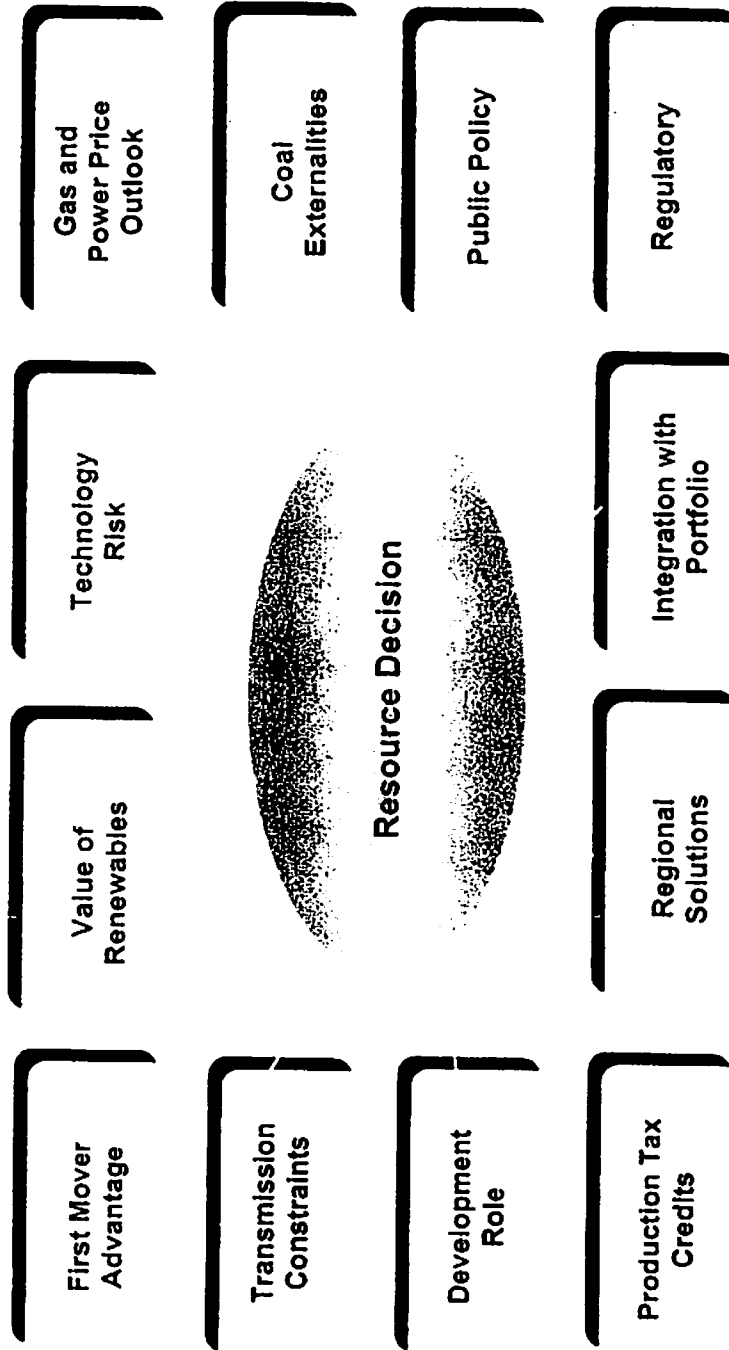 First Mover
Advantage
Value of
Renewables
Technology
Risk
Gas and
Power Price
Outlook
Transmission
Constraints
Coal
Externalities
Resource Decision
Development
Role
Public Policy
Production Tax
Credits
Regional
Solutions
Integration with
Portfolio
Regulatory